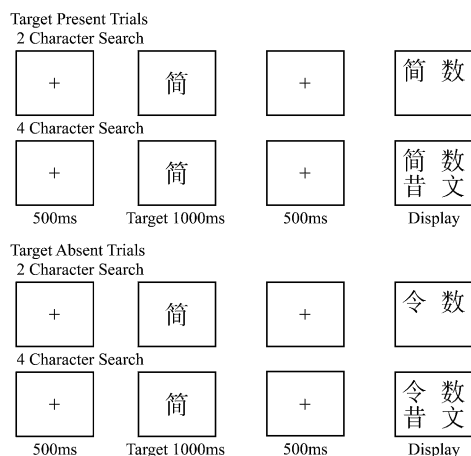 Target Present Trials
2 Character Search
+ 简 + 简 数
4 Character Search
+ 简 + 简 数
昔 文
500ms Target 1000ms 500ms Display
Target Absent Trials
2 Character Search
+ 简 + 令 数
4 Character Search
+ 简 + 令 数
昔 文
500ms Target 1000ms 500ms Display